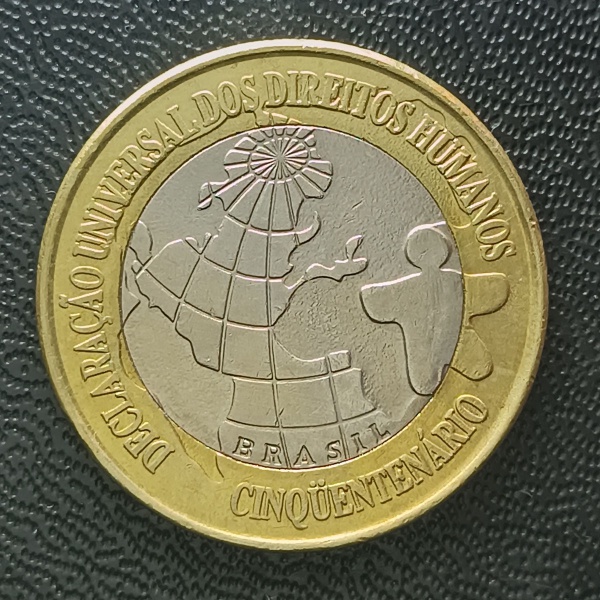 DECLARAÇÃO UNIVERSAL DOS DIREITOS HUMANOS
BRASIL
CINQÜENTENÁRIO